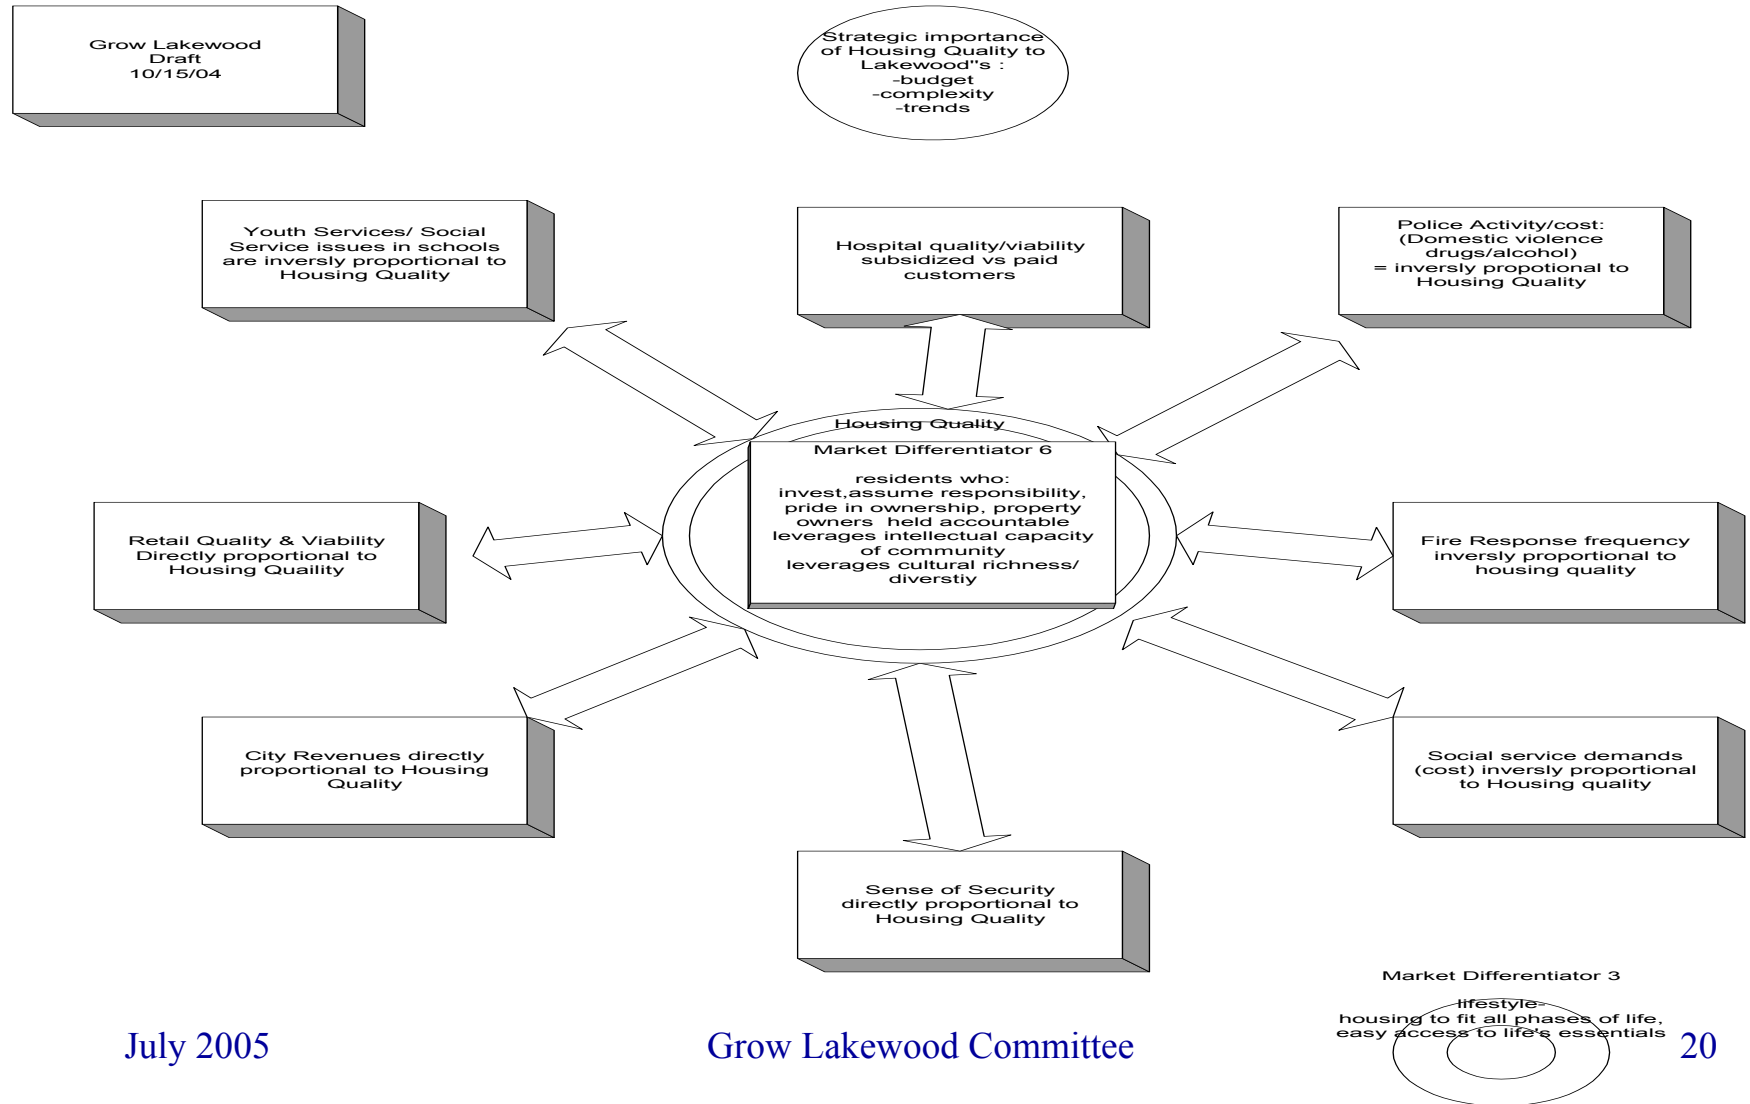 Grow Lakewood
Draft
10/15/04
Strategic importance
of Housing Quality to
Lakewood"s :
-budget
-complexity
-trends
Youth Services/ Social
Service issues in schools
are inversly proportional to
Housing Quality
Hospital quality/viability
subsidized vs paid
customers
Police Activity/cost:
(Domestic violence
drugs/alcohol)
= inversly propotional to
Housing Quality
Housing Quality
Market Differentiator 6
residents who:
invest,assume responsibility,
pride in ownership, property
owners held accountable
leverages intellectual capacity
of community
leverages cultural richness/
diverstiy
Retail Quality & Viability
Directly proportional to
Housing Quaility
Fire Response frequency
inversly proportional to
housing quality
City Revenues directly
proportional to Housing
Quality
Social service demands
(cost) inversly proportional
to Housing quality
Sense of Security
directly proportional to
Housing Quality
Market Differentiator 3
lifestyle-
housing to fit all phases of life,
easy access to life's essentials
July 2005
Grow Lakewood Committee
20